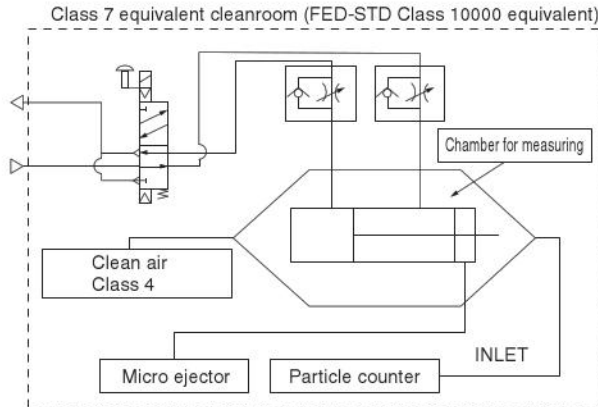 Class 7 equivalent cleanroom (FED-STD Class 10000 equivalent)
Chamber for measuring
Clean air
Class 4
INLET
Micro ejector
Particle counter